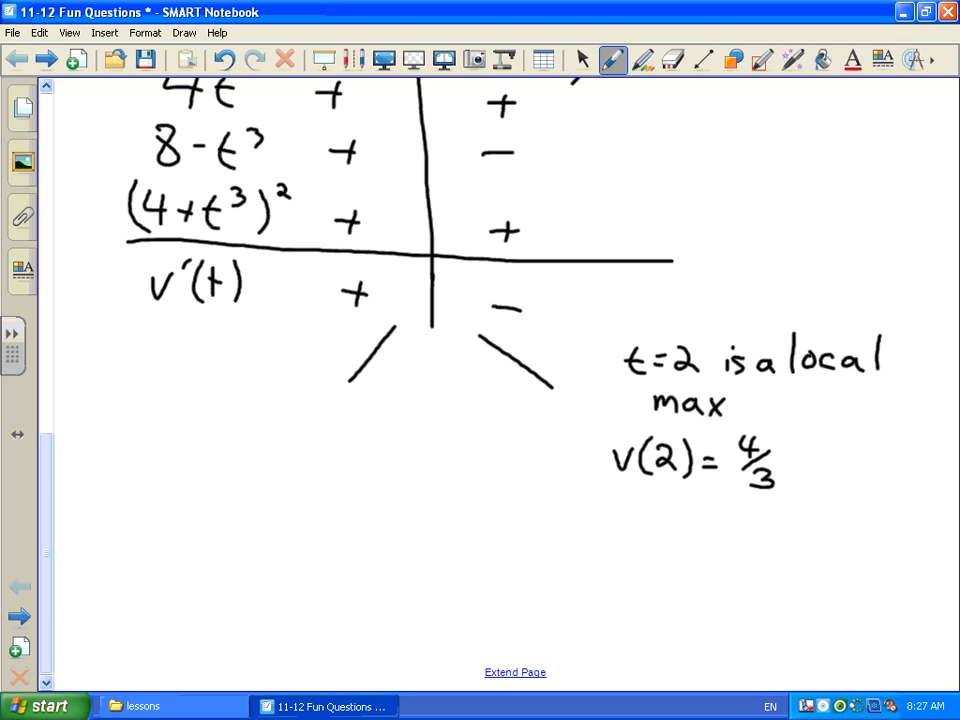 11-12 Fun Questions * - SMART Notebook
File Edit View Insert Format Draw Help
4t + +
8-t³ + -
(4+t³)² + +
v'(t) + -
t=2 is a local
max
v(2) = 4/3
Extend Page
start lessons 11-12 Fun Questions ... EN 8:27 AM